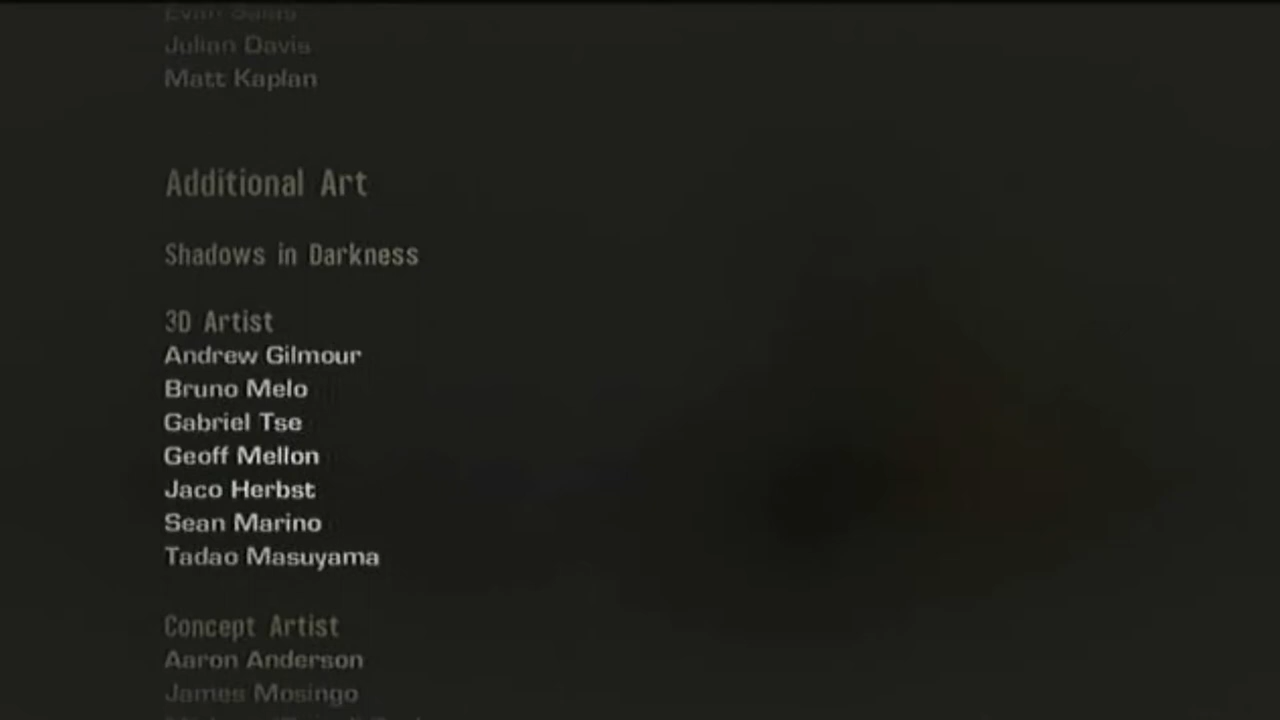 Julian Davis
Matt Kaplan
Additional Art
Shadows in Darkness
3D Artist
Andrew Gilmour
Bruno Melo
Gabriel Tse
Geoff Mellon
Jaco Herbst
Sean Marino
Tadao Masuyama
Concept Artist
Aaron Anderson
James Mosingo